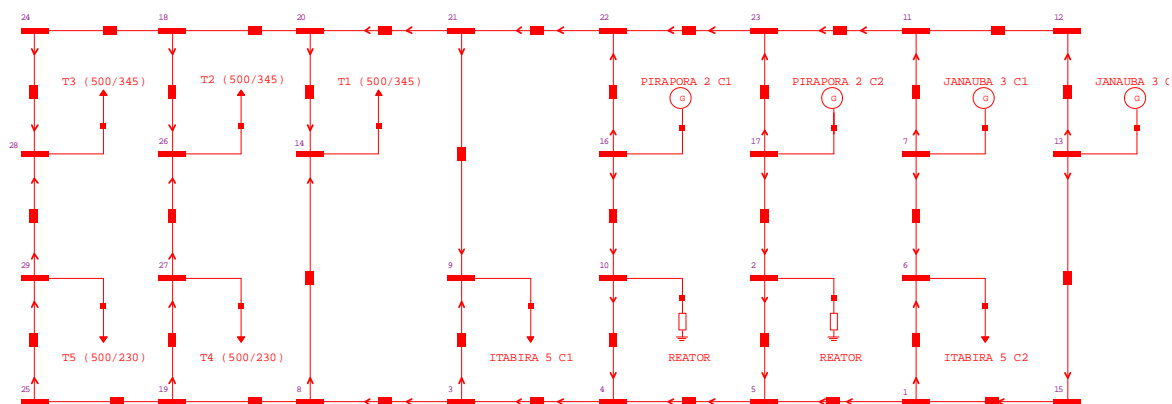 24 18 20 21 22 23 11 12
T3 (500/345) T2 (500/345) T1 (500/345) PIRAPORA 2 C1 PIRAPORA 2 C2 JANAUBA 3 C1 JANAUBA 3 C
G G G G
28 26 14 16 17 7 13
29 27 9 10 2 6
T5 (500/230) T4 (500/230) ITABIRA 5 C1 REATOR REATOR ITABIRA 5 C2
25 19 8 3 4 5 1 15